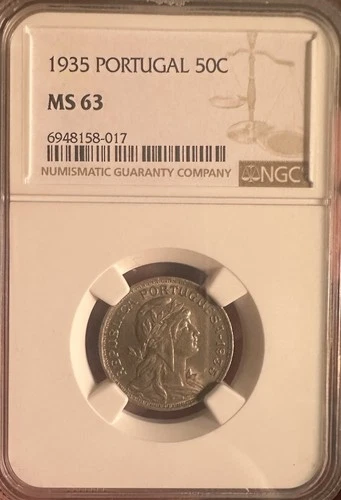 1935 PORTUGAL 50C
MS 63
6948158-017
NUMISMATIC GUARANTY COMPANY
NGC
REPUBLICA PORTUGUESA · 1935